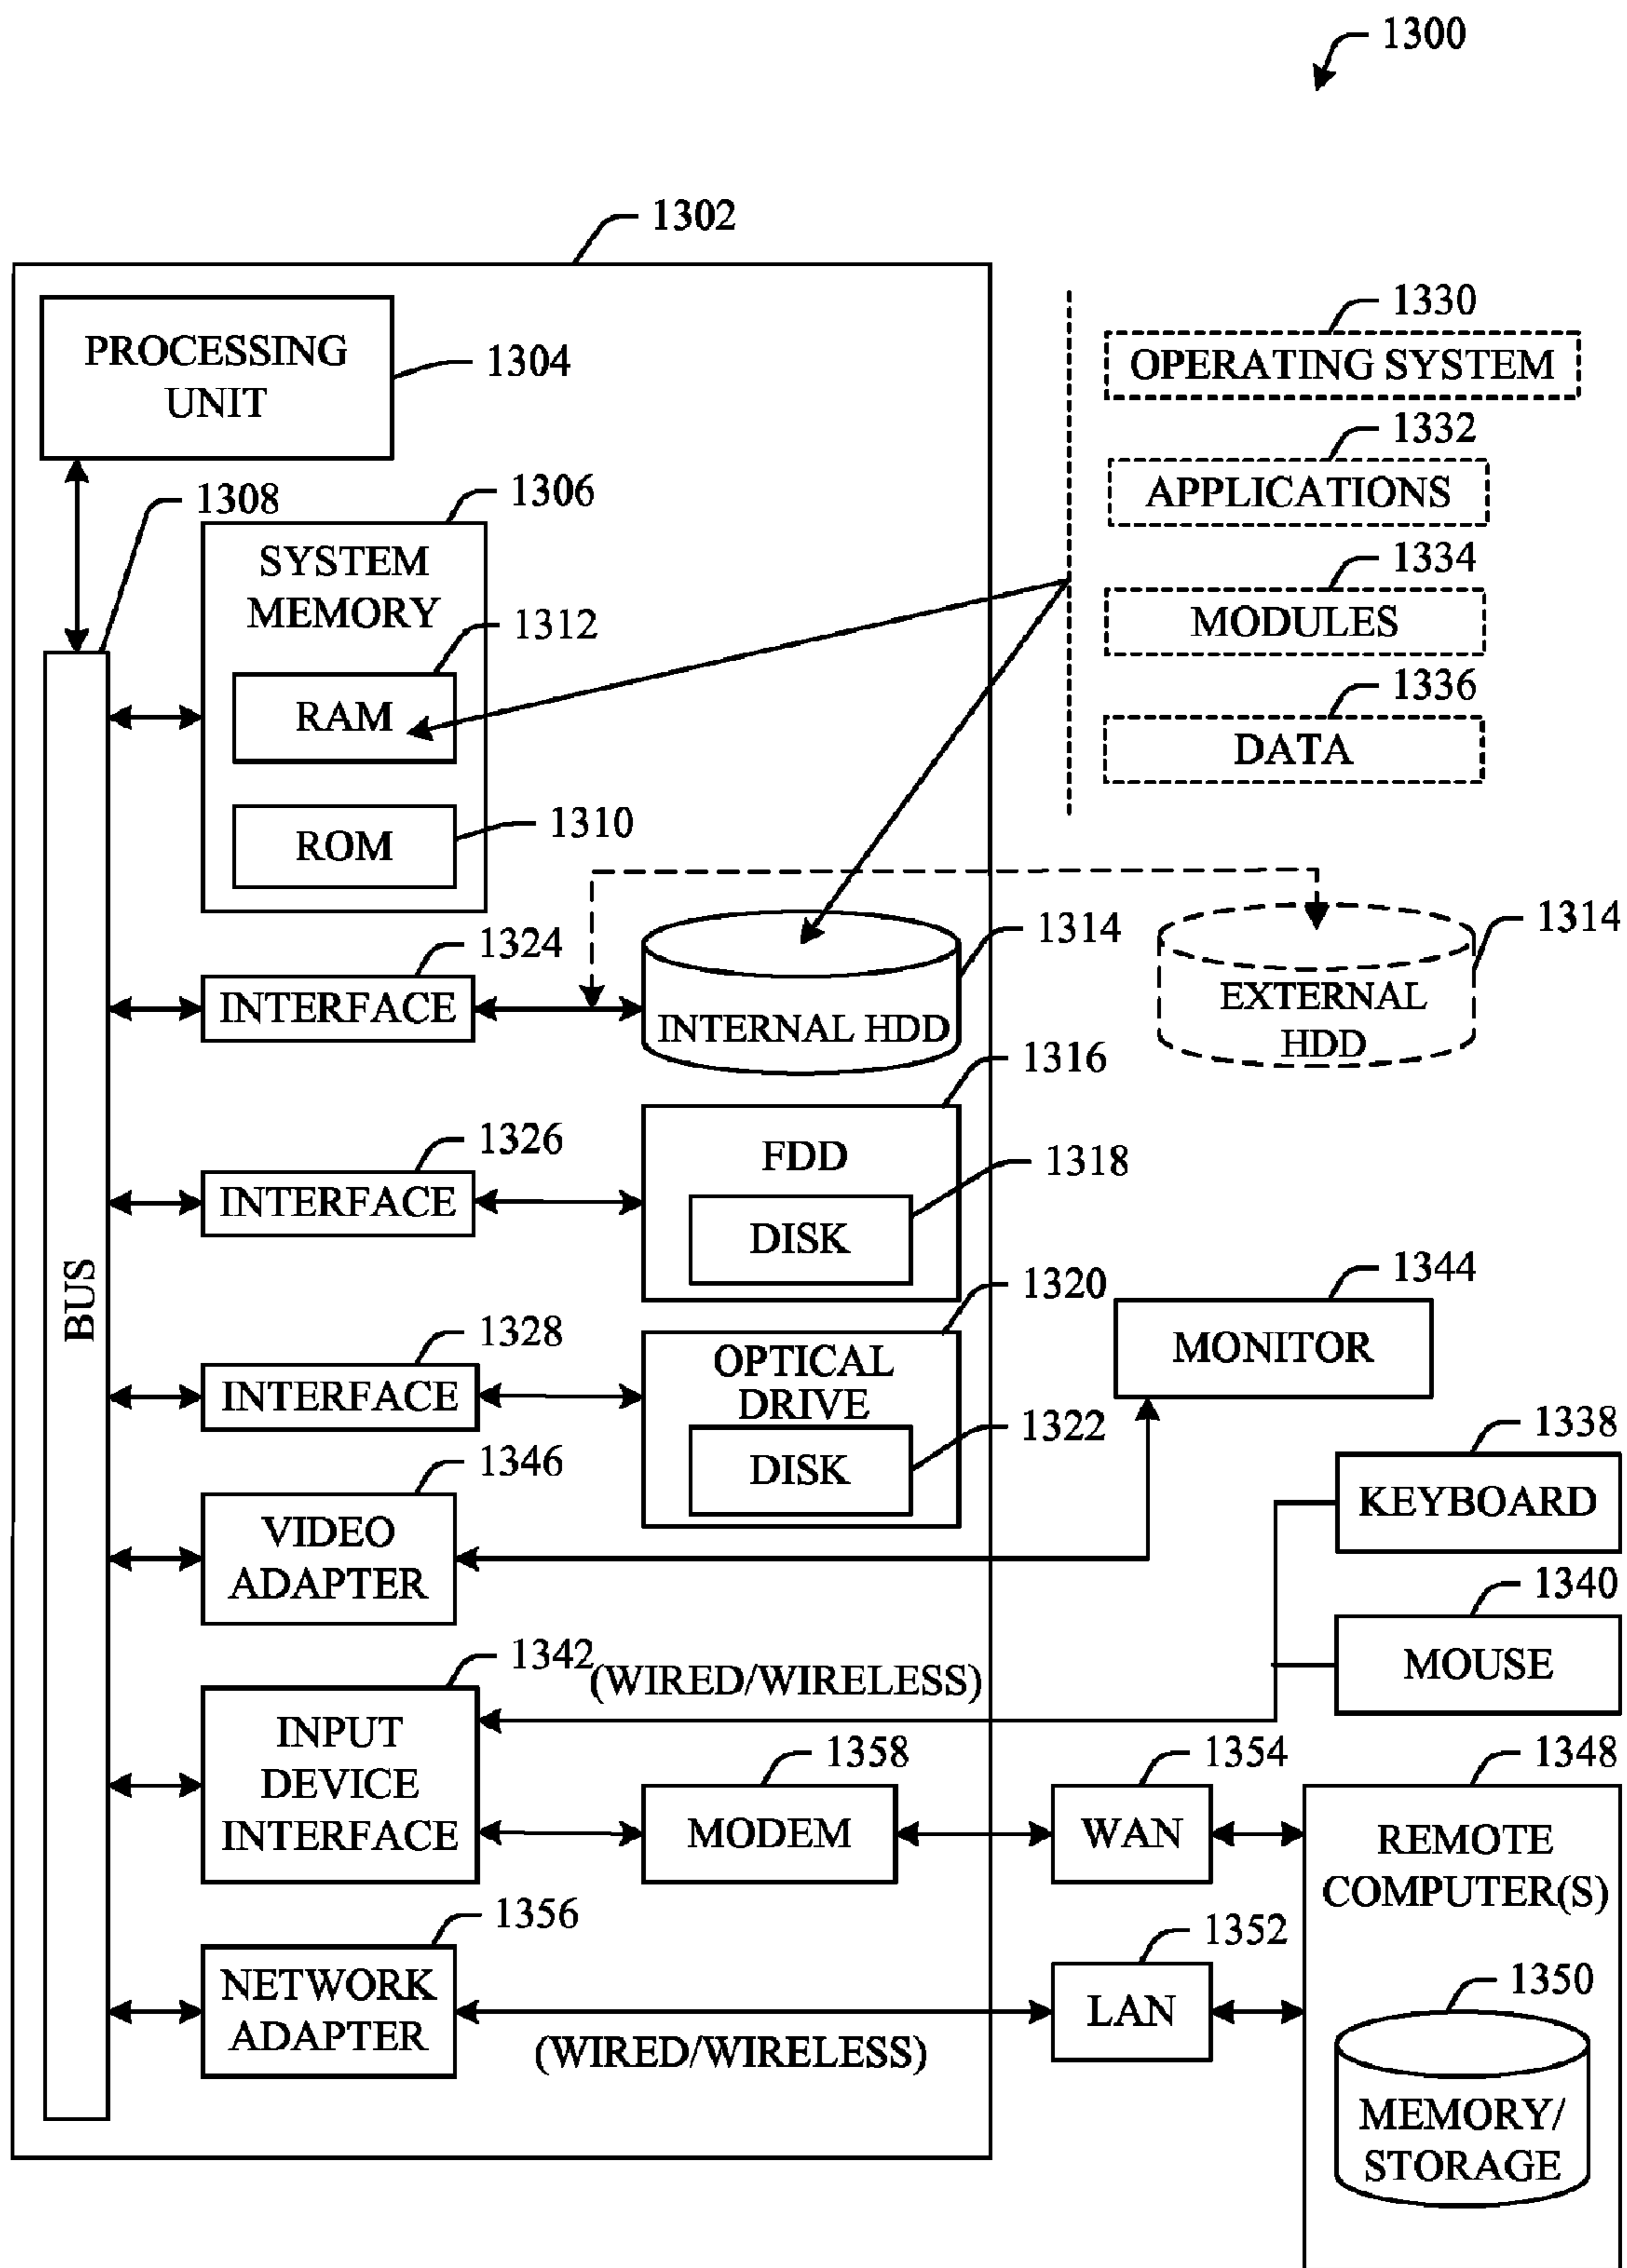 1300
1302
PROCESSING
UNIT
1304
1330
OPERATING SYSTEM
1332
APPLICATIONS
1334
MODULES
1336
DATA
1308
1306
SYSTEM
MEMORY
1312
RAM
1310
ROM
1324
INTERFACE
1314
INTERNAL HDD
1314
EXTERNAL
HDD
1326
INTERFACE
1316
FDD
1318
DISK
BUS
1328
INTERFACE
1320
OPTICAL
DRIVE
1322
DISK
1344
MONITOR
1346
VIDEO
ADAPTER
1338
KEYBOARD
1340
MOUSE
1342
(WIRED/WIRELESS)
INPUT
DEVICE
INTERFACE
1358
MODEM
1354
WAN
1348
REMOTE
COMPUTER(S)
1356
NETWORK
ADAPTER
(WIRED/WIRELESS)
1352
LAN
1350
MEMORY/
STORAGE